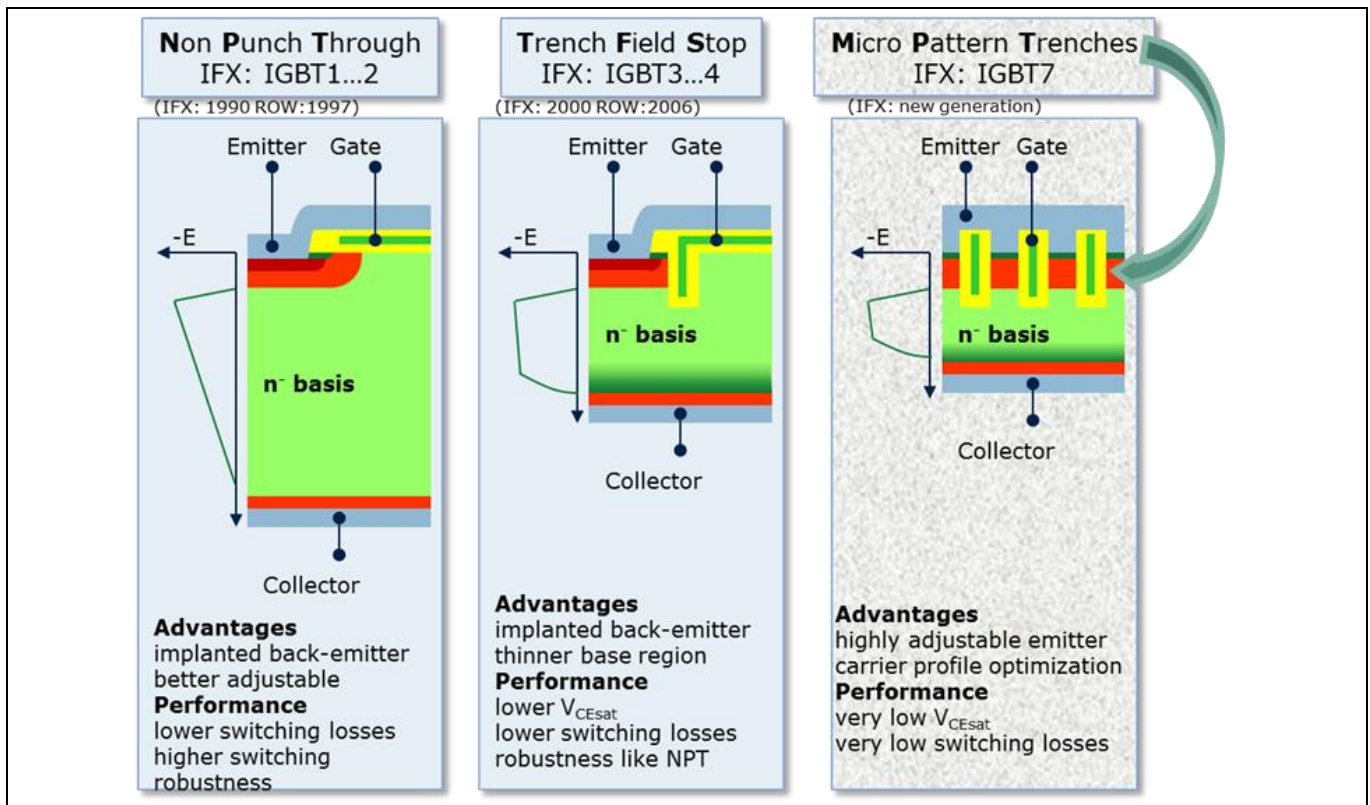 Non Punch Through
IFX: IGBT1...2
(IFX: 1990 ROW:1997)
Emitter Gate
-E
n⁻ basis
Collector
Advantages
implanted back-emitter
better adjustable
Performance
lower switching losses
higher switching
robustness
Trench Field Stop
IFX: IGBT3...4
(IFX: 2000 ROW:2006)
Emitter Gate
-E
n⁻ basis
Collector
Advantages
implanted back-emitter
thinner base region
Performance
lower VCEsat
lower switching losses
robustness like NPT
Micro Pattern Trenches
IFX: IGBT7
(IFX: new generation)
Emitter Gate
-E
n⁻ basis
Collector
Advantages
highly adjustable emitter
carrier profile optimization
Performance
very low VCEsat
very low switching losses